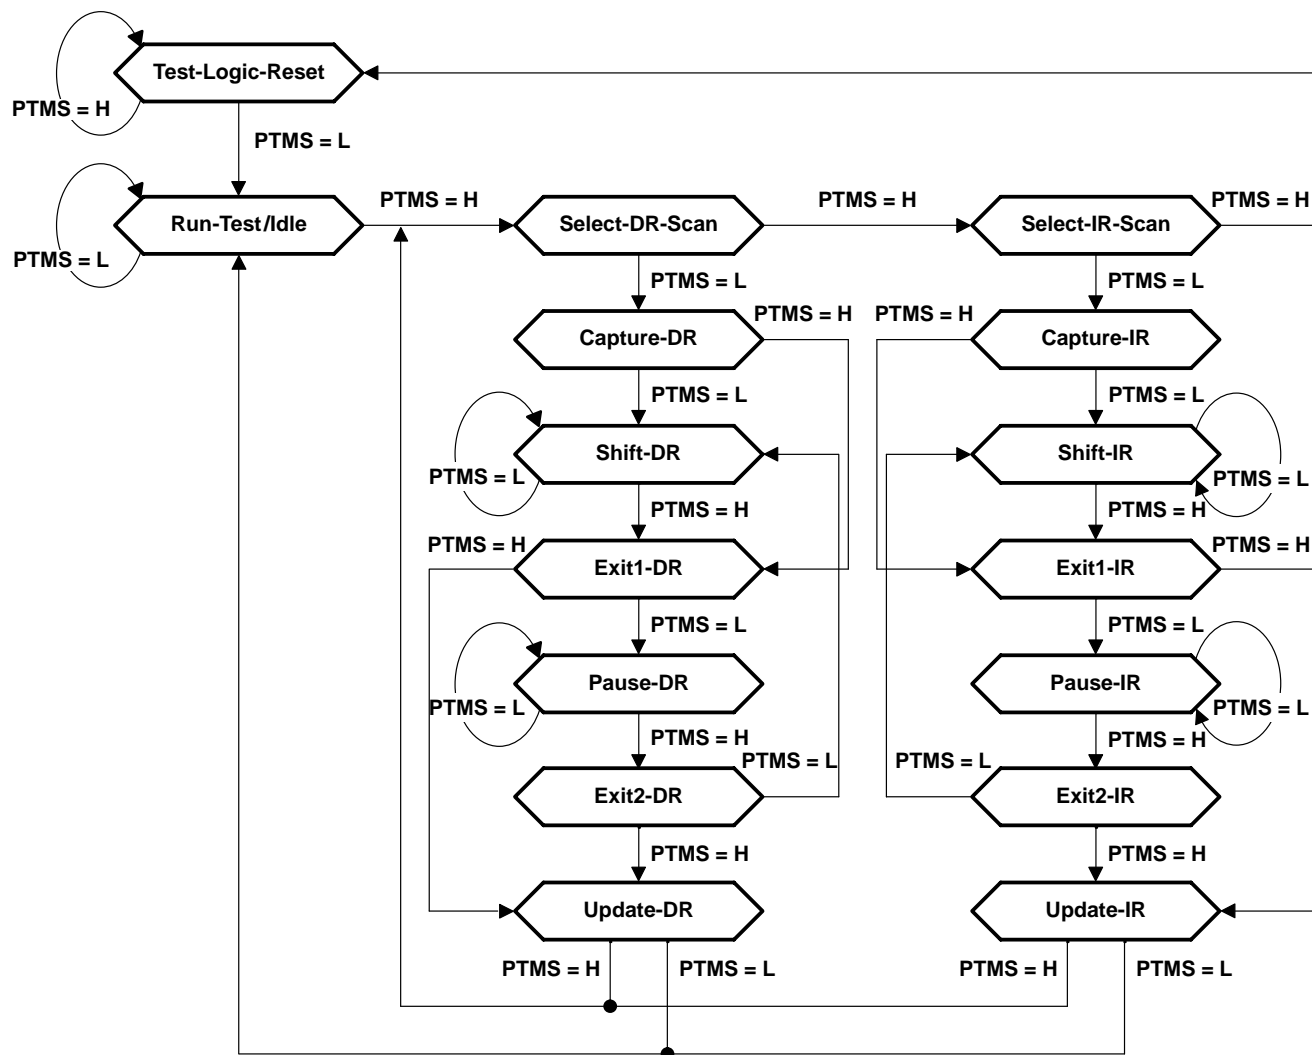 Test-Logic-Reset
PTMS = H
PTMS = L
PTMS = H
PTMS = H
PTMS = H
Run-Test/Idle
Select-DR-Scan
Select-IR-Scan
PTMS = L
PTMS = L
PTMS = L
PTMS = H
PTMS = H
Capture-DR
Capture-IR
PTMS = L
PTMS = L
Shift-DR
Shift-IR
PTMS = L
PTMS = L
PTMS = H
PTMS = H
PTMS = H
PTMS = H
Exit1-DR
Exit1-IR
PTMS = L
PTMS = L
Pause-DR
Pause-IR
PTMS = L
PTMS = L
PTMS = H
PTMS = H
PTMS = L
PTMS = L
Exit2-DR
Exit2-IR
PTMS = H
PTMS = H
Update-DR
Update-IR
PTMS = H
PTMS = L
PTMS = H
PTMS = L